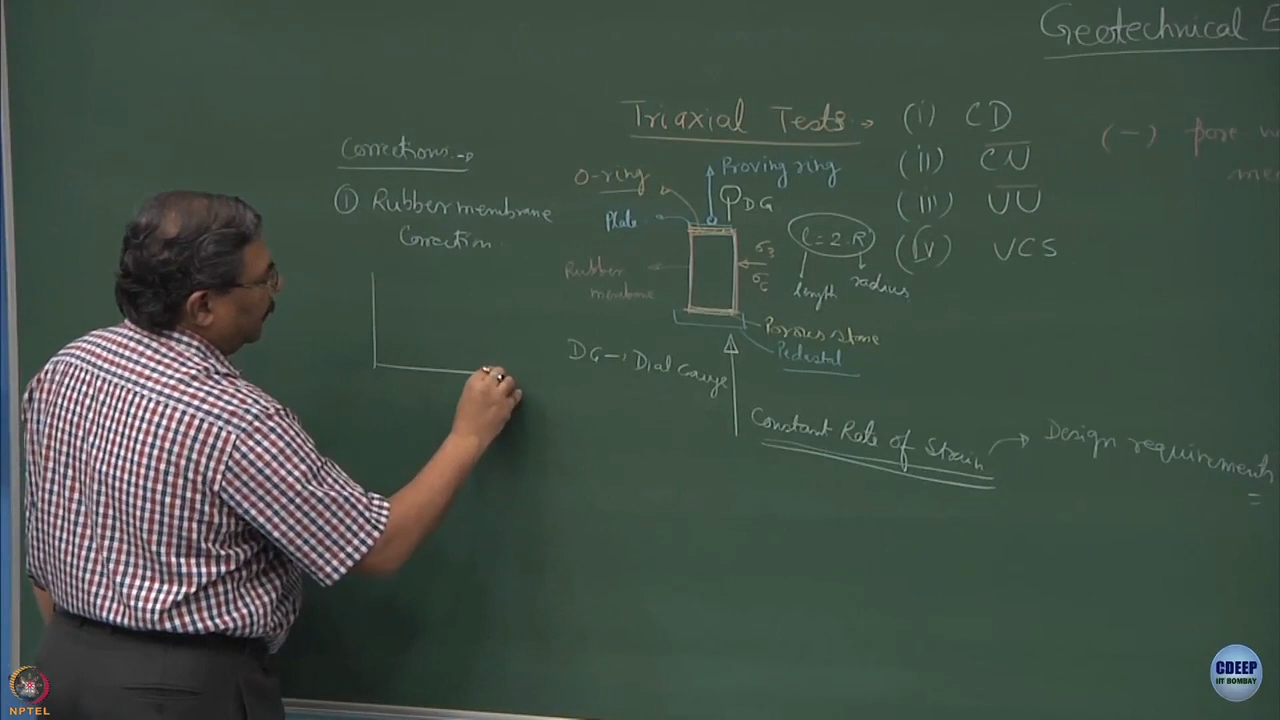 Geotechnical E
Triaxial Tests →
(i) CD
(ii) CU
(iii) UU
(iv) UCS
(-) pore w
me
Corrections →
① Rubber membrane
Correction
O-ring
Proving ring
Plate
DG
l = 2·R
length
radius
σ3
σc
Rubber
membrane
Porous stone
Pedestal
DG → Dial Gauge
Constant Rate of Strain
Design requirements
=
NPTEL
CDEEP
IIT BOMBAY